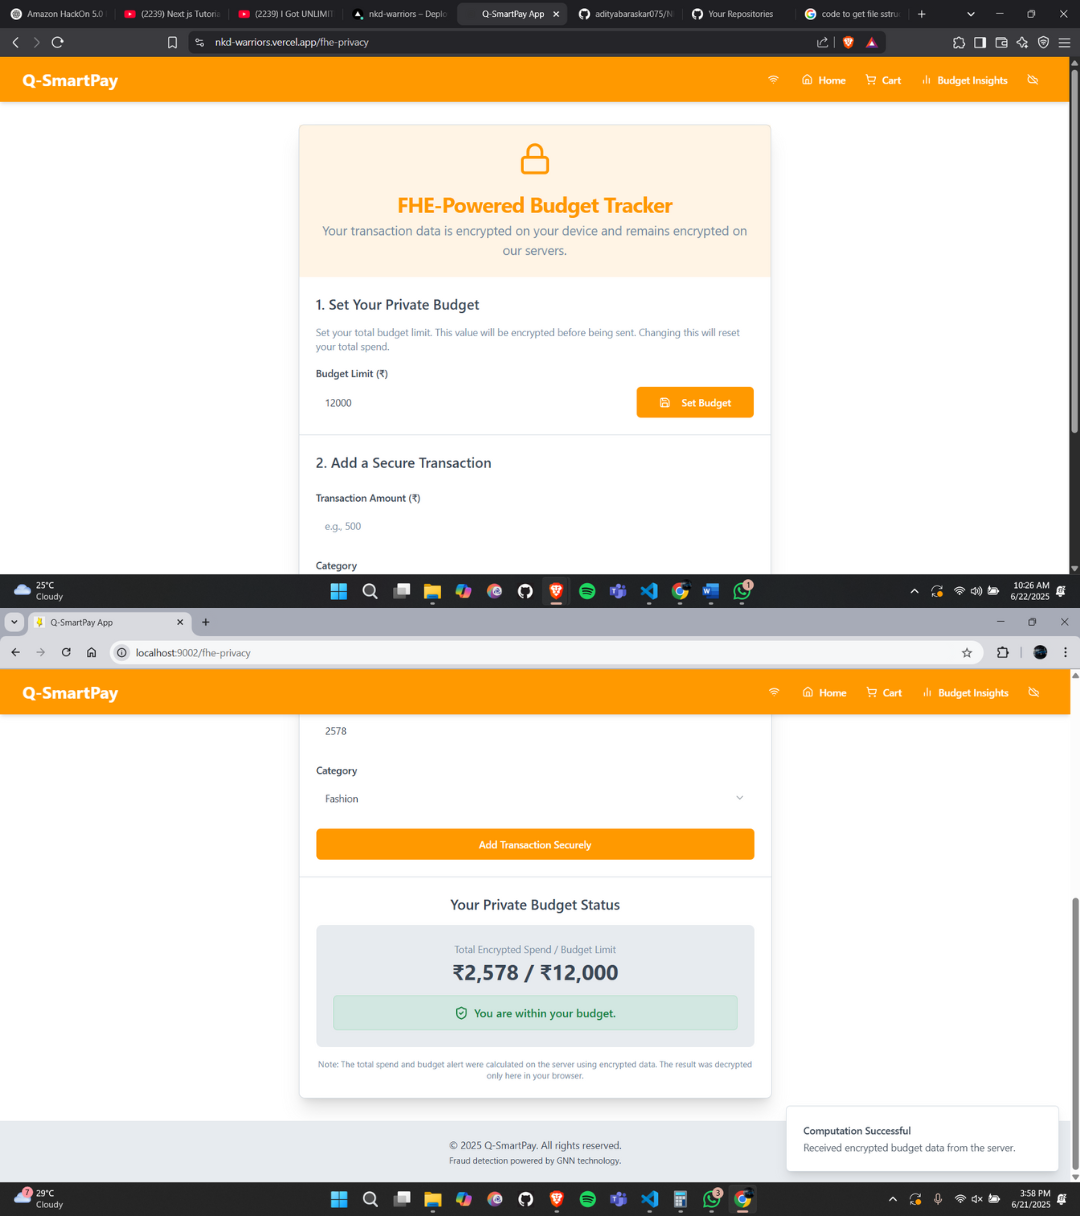 Amazon HackOn 5.0
(2239) Next js Tutoria
(2239) I Got UNLIMI
nkd-warriors – Deplo
Q-SmartPay App
adityabaraskar075/N
Your Repositories
code to get file sstru
nkd-warriors.vercel.app/fhe-privacy
Q-SmartPay
Home
Cart
Budget Insights
FHE-Powered Budget Tracker
Your transaction data is encrypted on your device and remains encrypted on
our servers.
1. Set Your Private Budget
Set your total budget limit. This value will be encrypted before being sent. Changing this will reset
your total spend.
Budget Limit (₹)
12000
Set Budget
2. Add a Secure Transaction
Transaction Amount (₹)
e.g., 500
Category
25°C
Cloudy
1
10:26 AM
6/22/2025
Q-SmartPay App
localhost:9002/fhe-privacy
Q-SmartPay
Home
Cart
Budget Insights
2578
Category
Fashion
Add Transaction Securely
Your Private Budget Status
Total Encrypted Spend / Budget Limit
₹2,578 / ₹12,000
You are within your budget.
Note: The total spend and budget alert were calculated on the server using encrypted data. The result was decrypted
only here in your browser.
Computation Successful
Received encrypted budget data from the server.
© 2025 Q-SmartPay. All rights reserved.
Fraud detection powered by GNN technology.
7
29°C
Cloudy
3
3:58 PM
6/21/2025